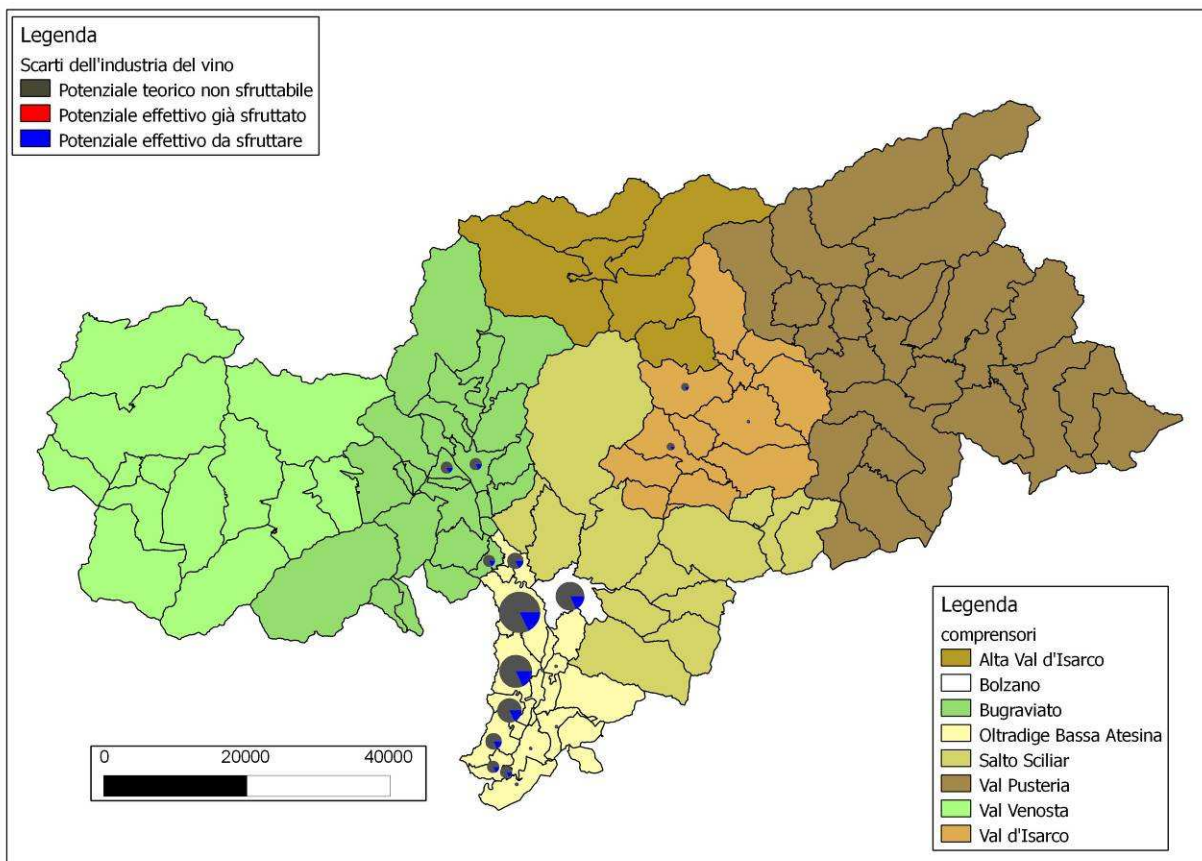 Legenda
Scarti dell'industria del vino
Potenziale teorico non sfruttabile
Potenziale effettivo già sfruttato
Potenziale effettivo da sfruttare
0 20000 40000
Legenda
comprensori
Alta Val d'Isarco
Bolzano
Bugraviato
Oltradige Bassa Atesina
Salto Sciliar
Val Pusteria
Val Venosta
Val d'Isarco